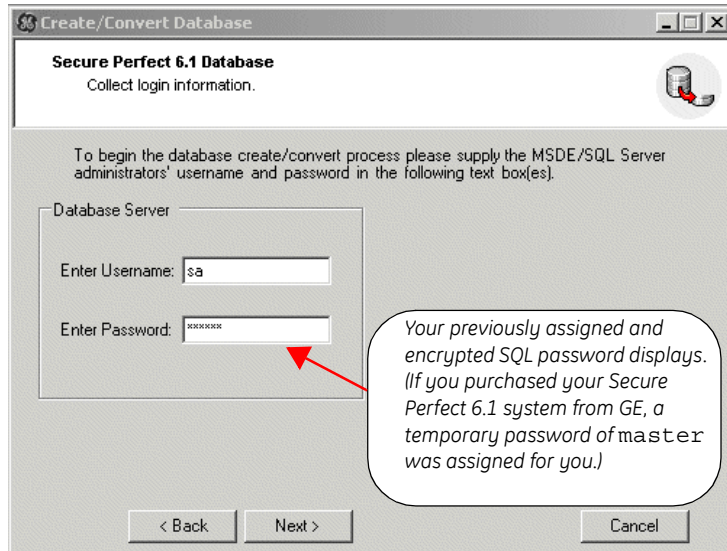 Create/Convert Database
Secure Perfect 6.1 Database
Collect login information.
To begin the database create/convert process please supply the MSDE/SQL Server
administrators' username and password in the following text box(es).
Database Server
Enter Username: sa
Enter Password: ××××××
Your previously assigned and
encrypted SQL password displays.
(If you purchased your Secure
Perfect 6.1 system from GE, a
temporary password of master
was assigned for you.)
< Back Next > Cancel